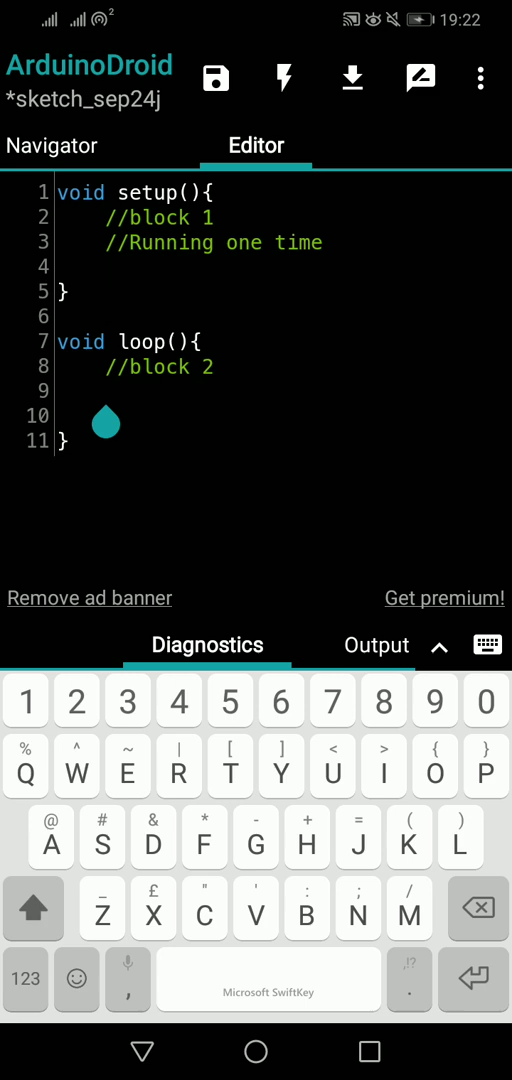 2
19:22
ArduinoDroid
*sketch_sep24j
Navigator Editor
1 void setup(){
2 //block 1
3 //Running one time
4
5 }
6
7 void loop(){
8 //block 2
9
10
11 }
Remove ad banner Get premium!
Diagnostics Output
1 2 3 4 5 6 7 8 9 0
% ^ ~ | [ ] < > { }
Q W E R T Y U I O P
@ # & * - + = ( )
A S D F G H J K L
_ £ " ' : ; /
Z X C V B N M
,!?
123 , Microsoft SwiftKey .